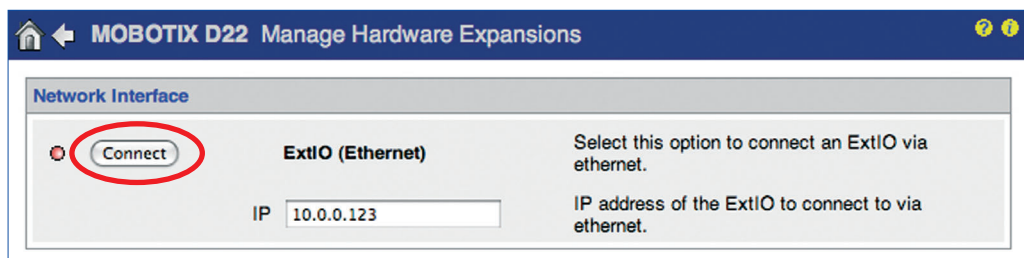 MOBOTIX D22 Manage Hardware Expansions
? i
Network Interface
Connect
ExtIO (Ethernet)
Select this option to connect an ExtIO via
ethernet.
IP 10.0.0.123
IP address of the ExtIO to connect to via
ethernet.